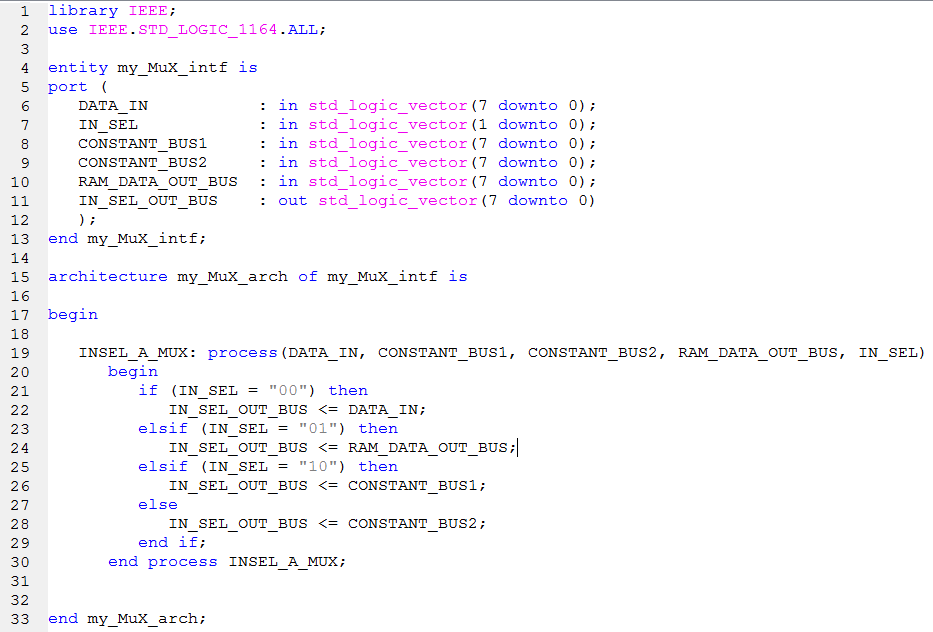 1 library IEEE;
2 use IEEE.STD_LOGIC_1164.ALL;
3
4 entity my_MuX_intf is
5 port (
6    DATA_IN           : in std_logic_vector(7 downto 0);
7    IN_SEL            : in std_logic_vector(1 downto 0);
8    CONSTANT_BUS1     : in std_logic_vector(7 downto 0);
9    CONSTANT_BUS2     : in std_logic_vector(7 downto 0);
10    RAM_DATA_OUT_BUS  : in std_logic_vector(7 downto 0);
11    IN_SEL_OUT_BUS    : out std_logic_vector(7 downto 0)
12    );
13 end my_MuX_intf;
14
15 architecture my_MuX_arch of my_MuX_intf is
16
17 begin
18
19    INSEL_A_MUX: process(DATA_IN, CONSTANT_BUS1, CONSTANT_BUS2, RAM_DATA_OUT_BUS, IN_SEL)
20       begin
21          if (IN_SEL = "00") then
22             IN_SEL_OUT_BUS <= DATA_IN;
23          elsif (IN_SEL = "01") then
24             IN_SEL_OUT_BUS <= RAM_DATA_OUT_BUS;
25          elsif (IN_SEL = "10") then
26             IN_SEL_OUT_BUS <= CONSTANT_BUS1;
27          else
28             IN_SEL_OUT_BUS <= CONSTANT_BUS2;
29          end if;
30       end process INSEL_A_MUX;
31
32
33 end my_MuX_arch;